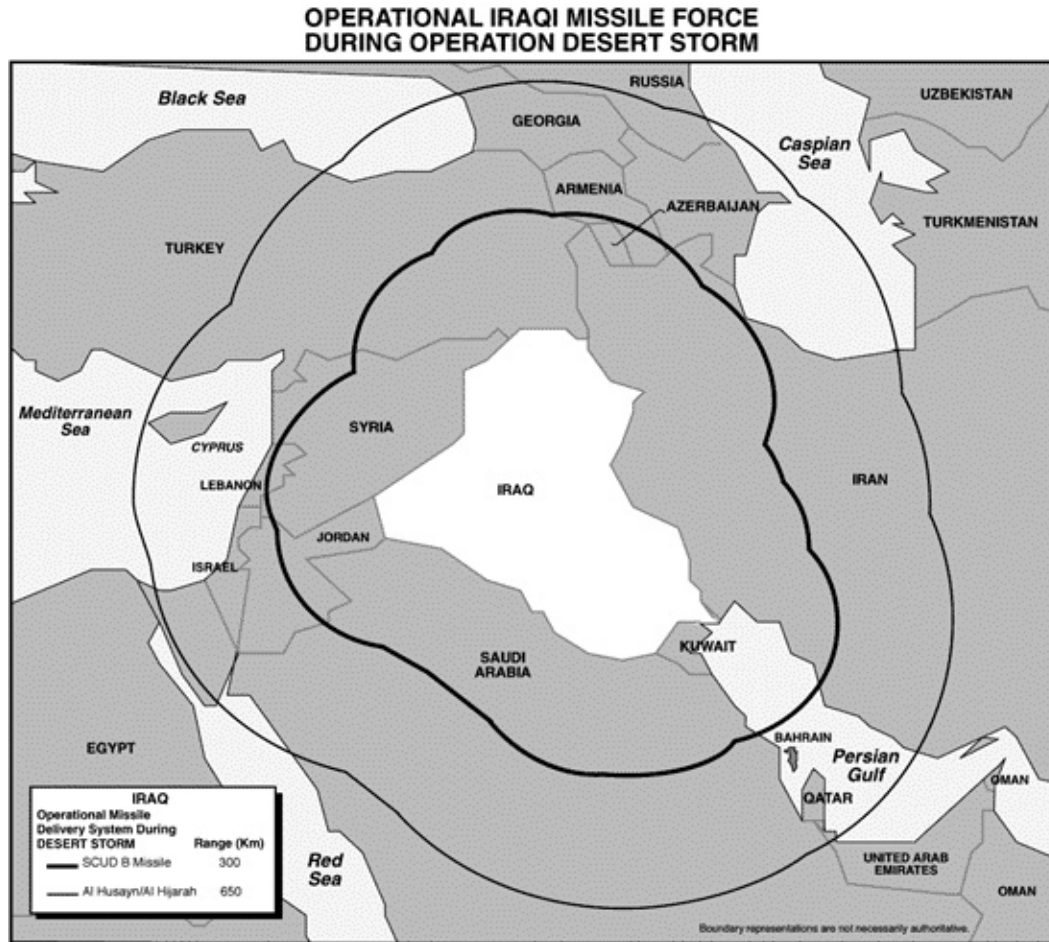 OPERATIONAL IRAQI MISSILE FORCE
DURING OPERATION DESERT STORM
RUSSIA
UZBEKISTAN
Black Sea
GEORGIA
Caspian
Sea
ARMENIA
AZERBAIJAN
TURKMENISTAN
TURKEY
Mediterranean
Sea
CYPRUS
SYRIA
LEBANON
IRAQ
IRAN
JORDAN
ISRAEL
KUWAIT
SAUDI
ARABIA
EGYPT
BAHRAIN
Persian
Gulf
OMAN
QATAR
UNITED ARAB
EMIRATES
OMAN
Red
Sea
IRAQ
Operational Missile
Delivery System During
DESERT STORM Range (Km)
SCUD B Missile 300
Al Husayn/Al Hijarah 650
Boundary representations are not necessarily authoritative.